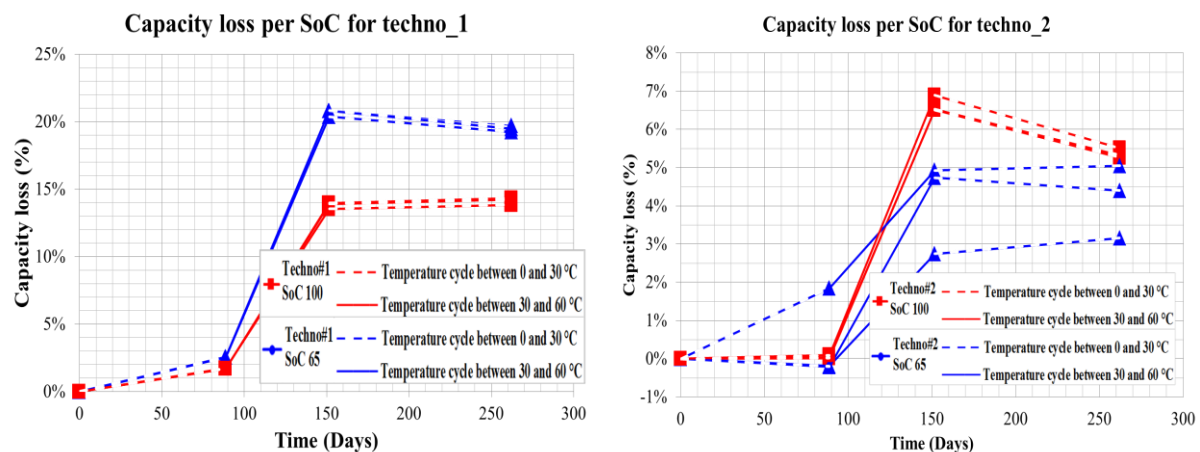 Capacity loss per SoC for techno_1
25%
20%
15%
10%
5%
0%
0
50
100
150
200
250
300
Capacity loss (%)
Time (Days)
Techno#1
SoC 100
Temperature cycle between 0 and 30 °C
Temperature cycle between 30 and 60 °C
Techno#1
SoC 65
Temperature cycle between 0 and 30 °C
Temperature cycle between 30 and 60 °C
Capacity loss per SoC for techno_2
8%
7%
6%
5%
4%
3%
2%
1%
0%
-1%
0
50
100
150
200
250
300
Capacity loss (%)
Time (Days)
Techno#2
SoC 100
Temperature cycle between 0 and 30 °C
Temperature cycle between 30 and 60 °C
Techno#2
SoC 65
Temperature cycle between 0 and 30 °C
Temperature cycle between 30 and 60 °C